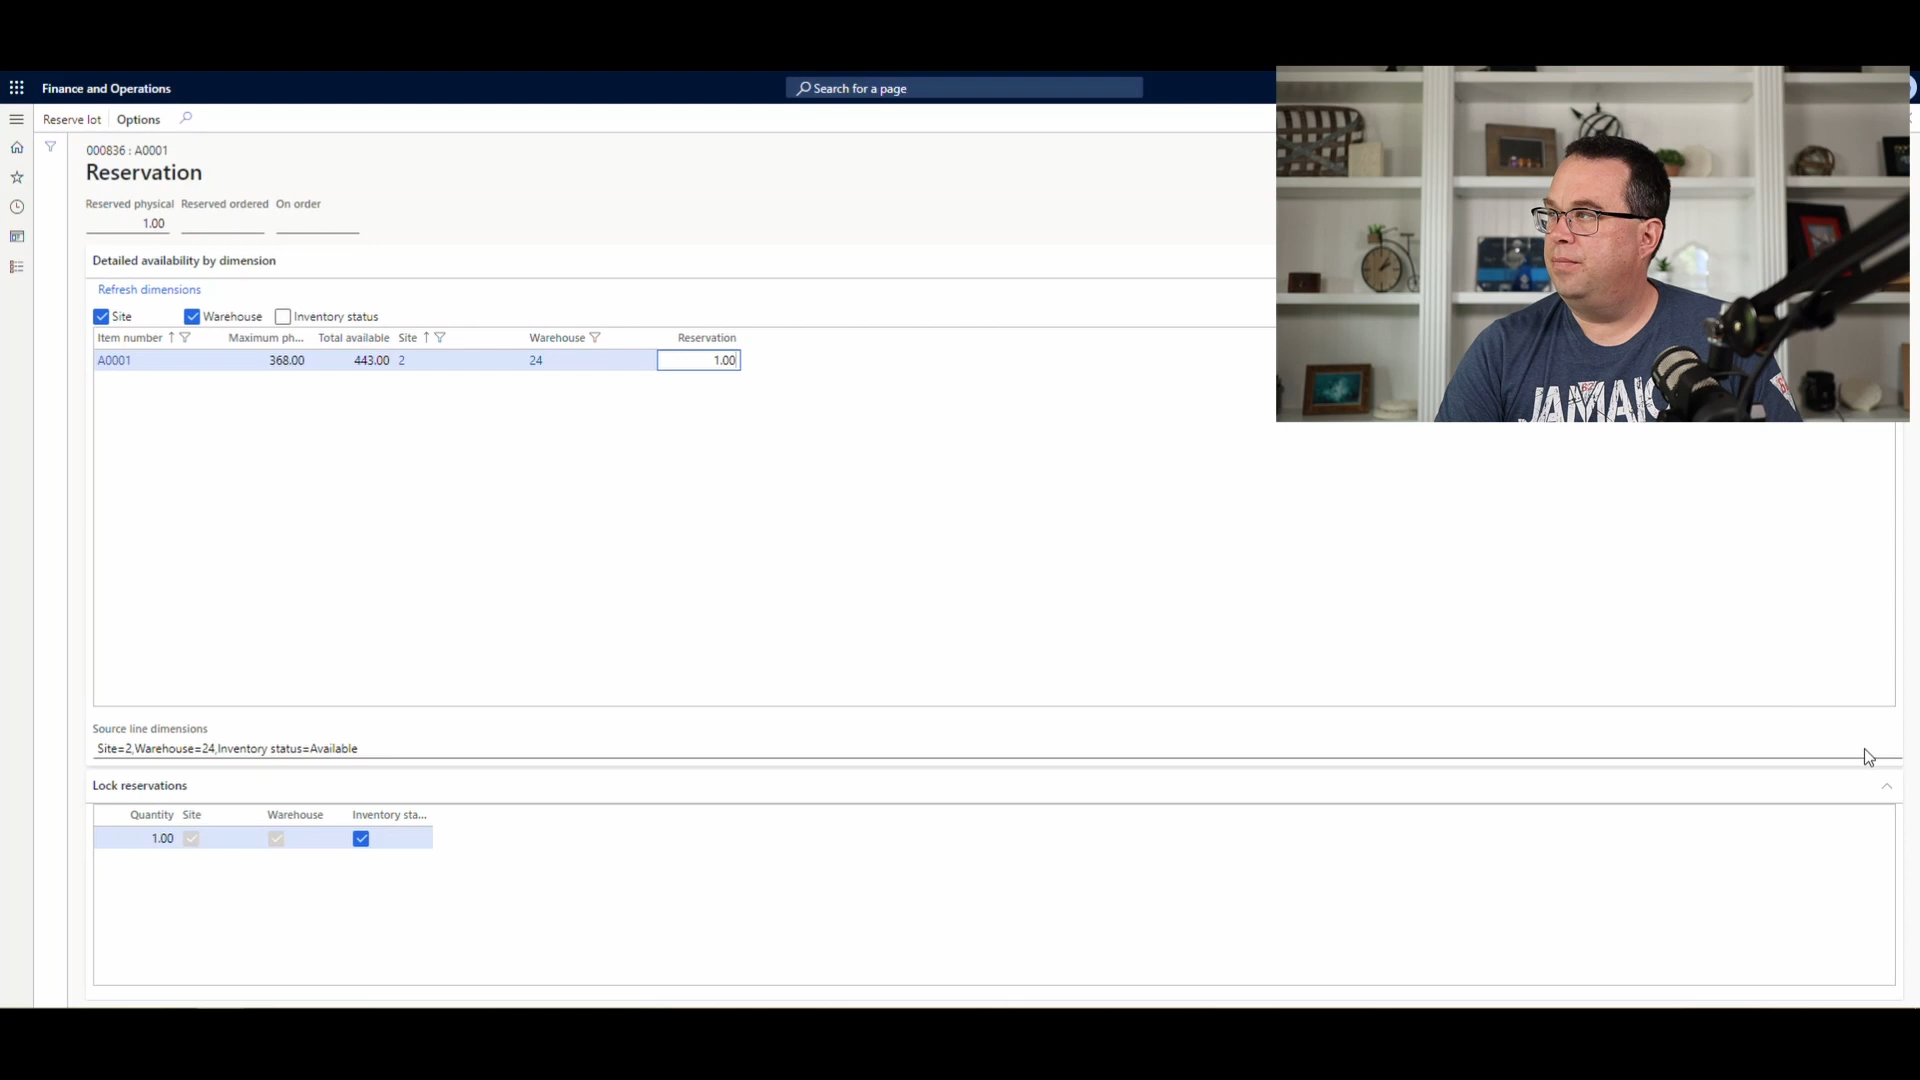 Finance and Operations
Search for a page
Reserve lot
Options
000836 : A0001
Reservation
Reserved physical Reserved ordered On order
1.00
Detailed availability by dimension
Refresh dimensions
Site Warehouse Inventory status
Item number Maximum ph... Total available Site Warehouse Reservation
A0001 368.00 443.00 2 24 1.00
Source line dimensions
Site=2,Warehouse=24,Inventory status=Available
Lock reservations
Quantity Site Warehouse Inventory sta...
1.00